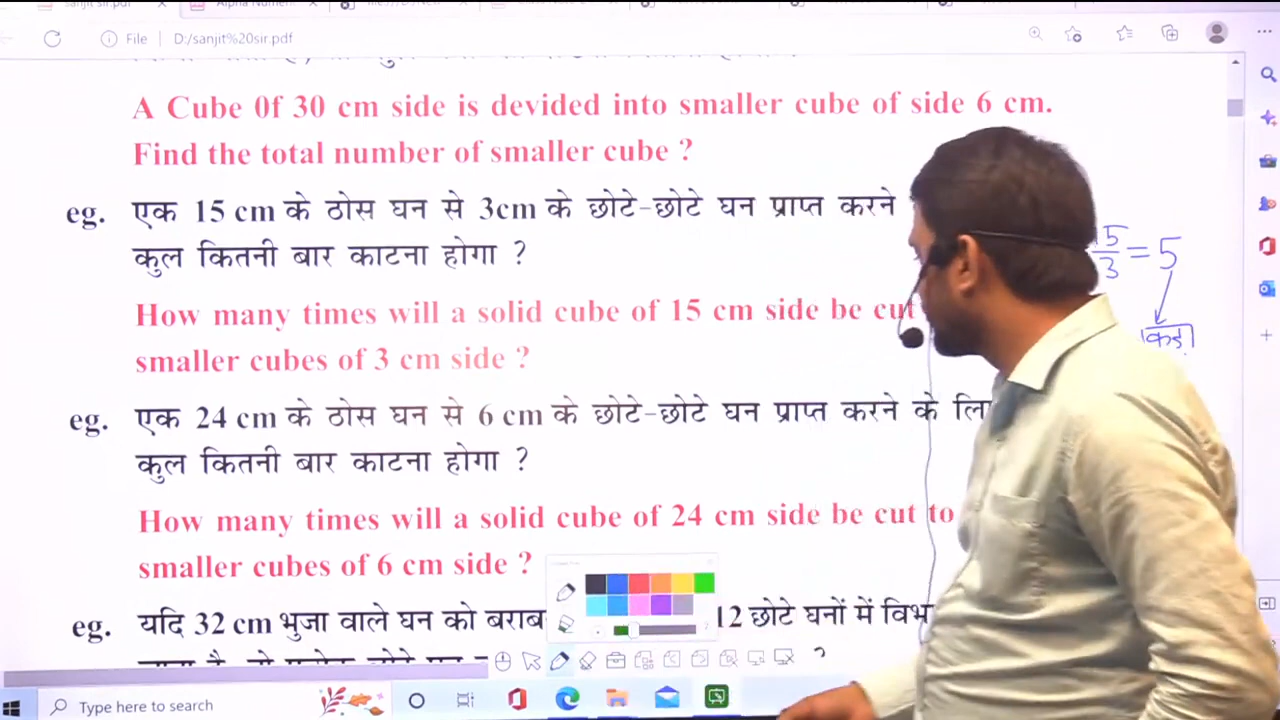 File
D:/sanjit%20sir.pdf
A Cube 0f 30 cm side is devided into smaller cube of side 6 cm.
Find the total number of smaller cube ?
eg. एक 15 cm के ठोस घन से 3cm के छोटे-छोटे घन प्राप्त करने
कुल कितनी बार काटना होगा ?
How many times will a solid cube of 15 cm side be cut
smaller cubes of 3 cm side ?
5/3 = 5
eg. एक 24 cm के ठोस घन से 6 cm के छोटे-छोटे घन प्राप्त करने के
कुल कितनी बार काटना होगा ?
How many times will a solid cube of 24 cm side be cut to
smaller cubes of 6 cm side ?
eg. यदि 32 cm भुजा वाले घन को 12 छोटे घनों में
Type here to search